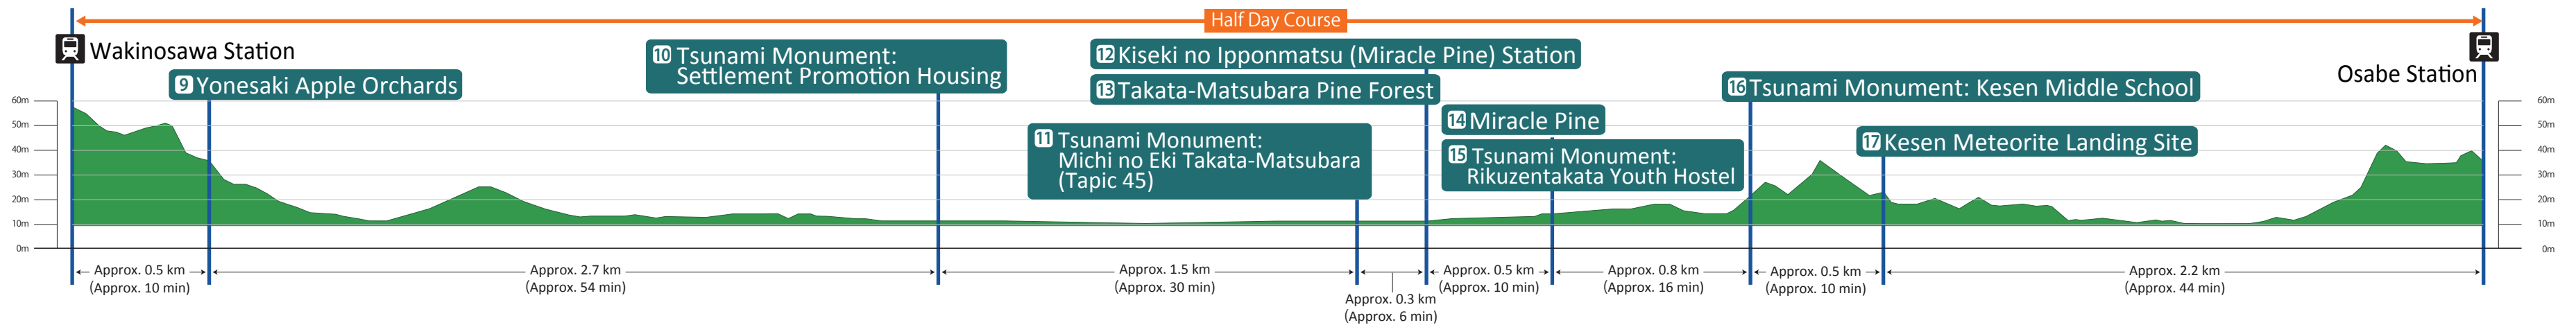 Half Day Course
Wakinosawa Station
Osabe Station
9 Yonesaki Apple Orchards
10 Tsunami Monument:
Settlement Promotion Housing
11 Tsunami Monument:
Michi no Eki Takata-Matsubara
(Tapic 45)
12 Kiseki no Ipponmatsu (Miracle Pine) Station
13 Takata-Matsubara Pine Forest
14 Miracle Pine
15 Tsunami Monument:
Rikuzentakata Youth Hostel
16 Tsunami Monument: Kesen Middle School
17 Kesen Meteorite Landing Site
60m
50m
40m
30m
20m
10m
0m
60m
50m
40m
30m
20m
10m
0m
Approx. 0.5 km
(Approx. 10 min)
Approx. 2.7 km
(Approx. 54 min)
Approx. 1.5 km
(Approx. 30 min)
Approx. 0.3 km
(Approx. 6 min)
Approx. 0.5 km
(Approx. 10 min)
Approx. 0.8 km
(Approx. 16 min)
Approx. 0.5 km
(Approx. 10 min)
Approx. 2.2 km
(Approx. 44 min)